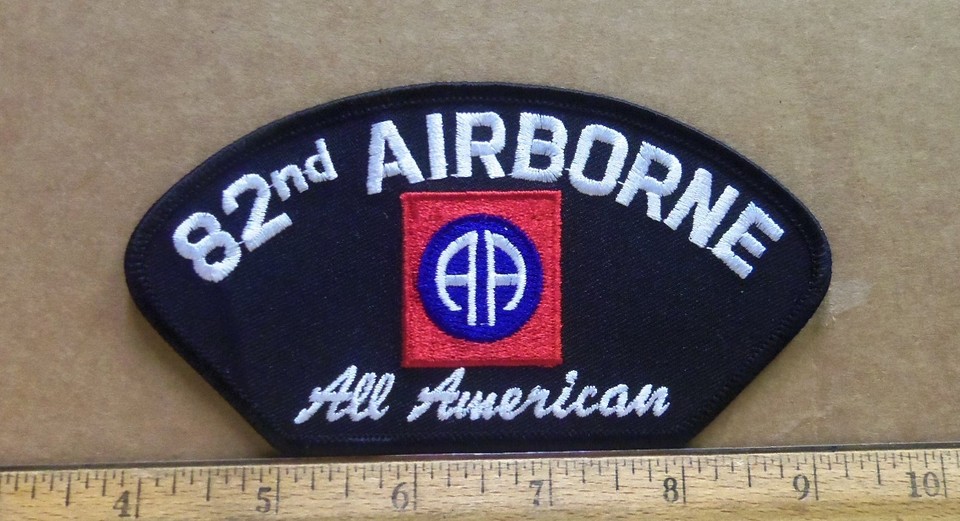 82nd AIRBORNE
AA
All American
4 5 6 7 8 9 10